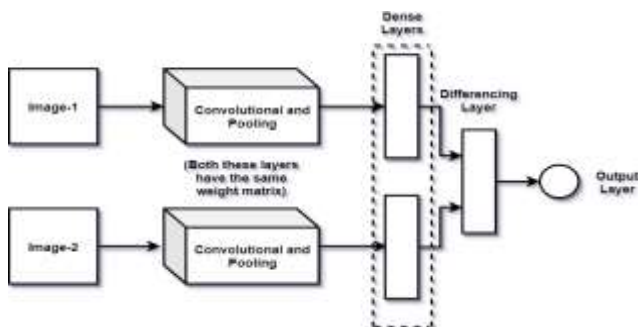 Dense
Layers
Image-1
Convolutional and
Pooling
Differencing
Layer
(Both these layers
have the same
weight matrix).
Output
Layer
Image-2
Convolutional and
Pooling